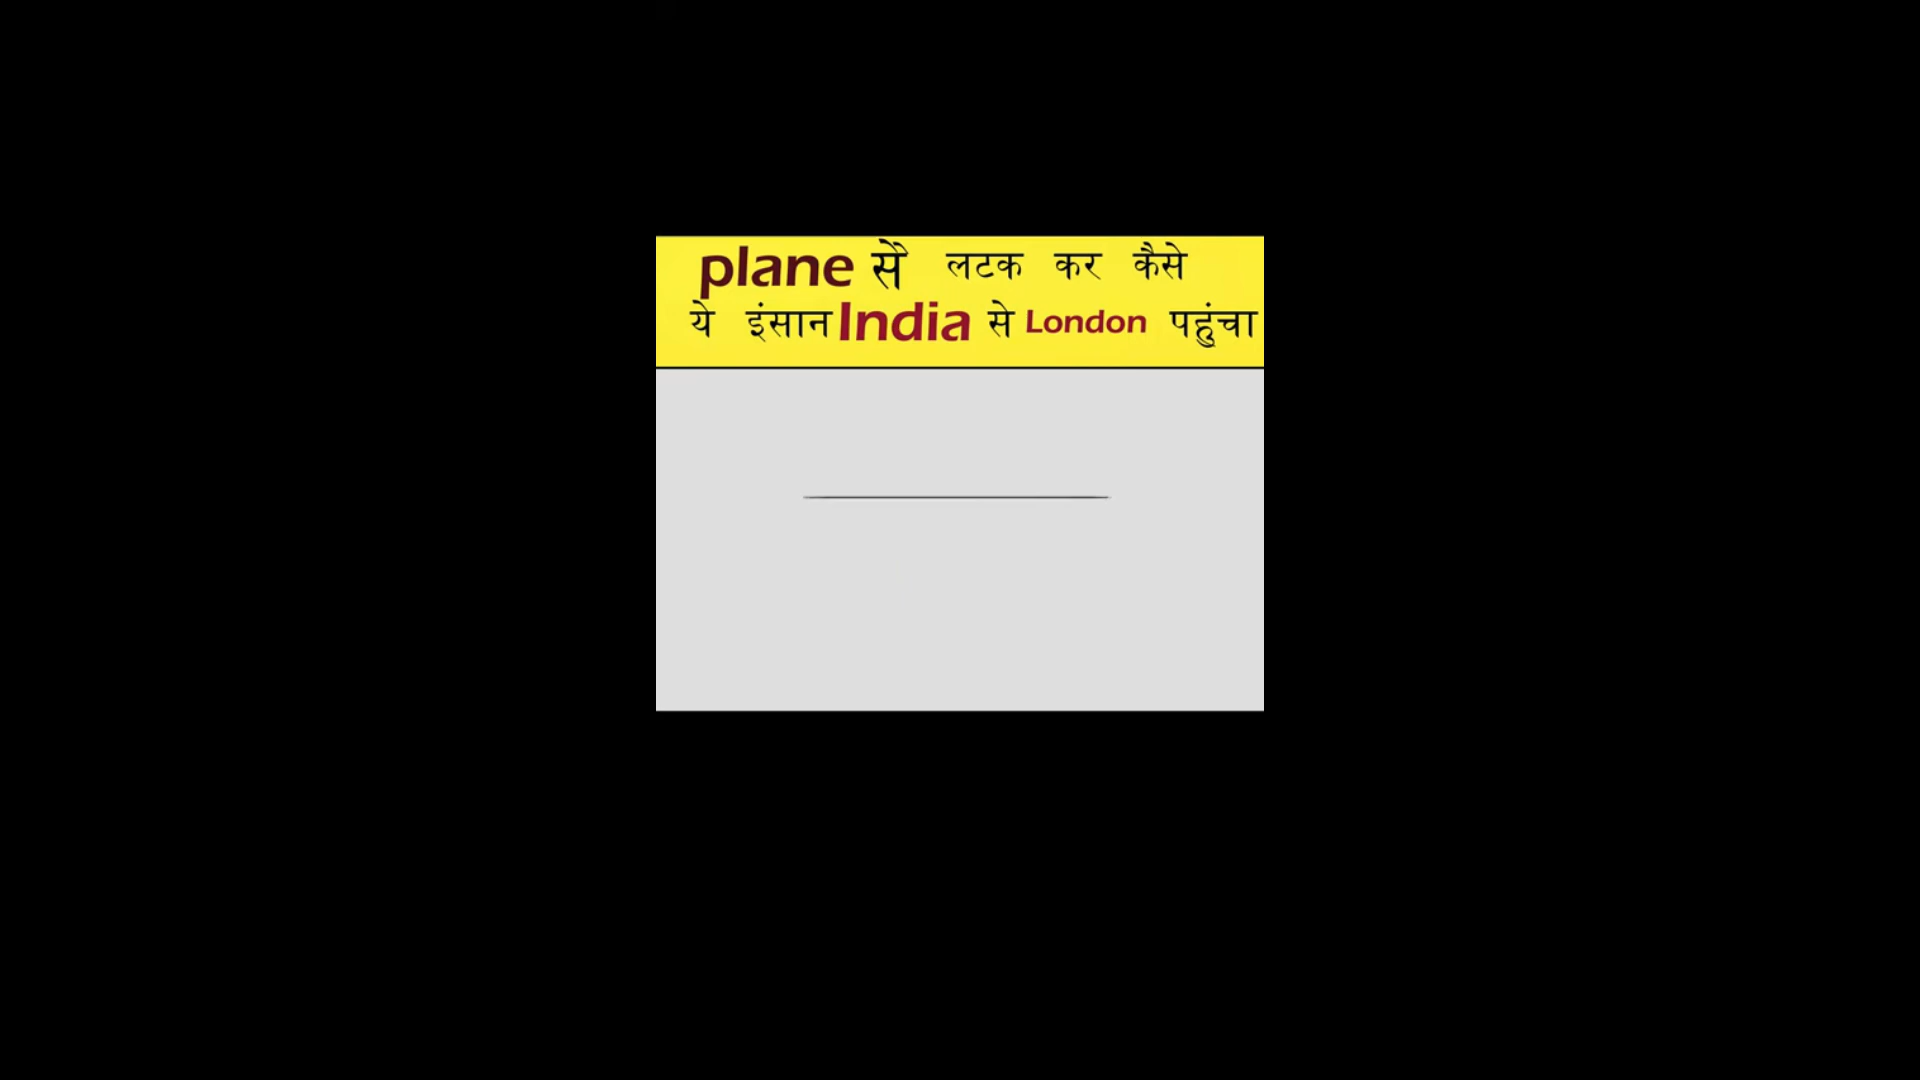 plane से लटक कर कैसे
ये इंसान India से London पहुंचा